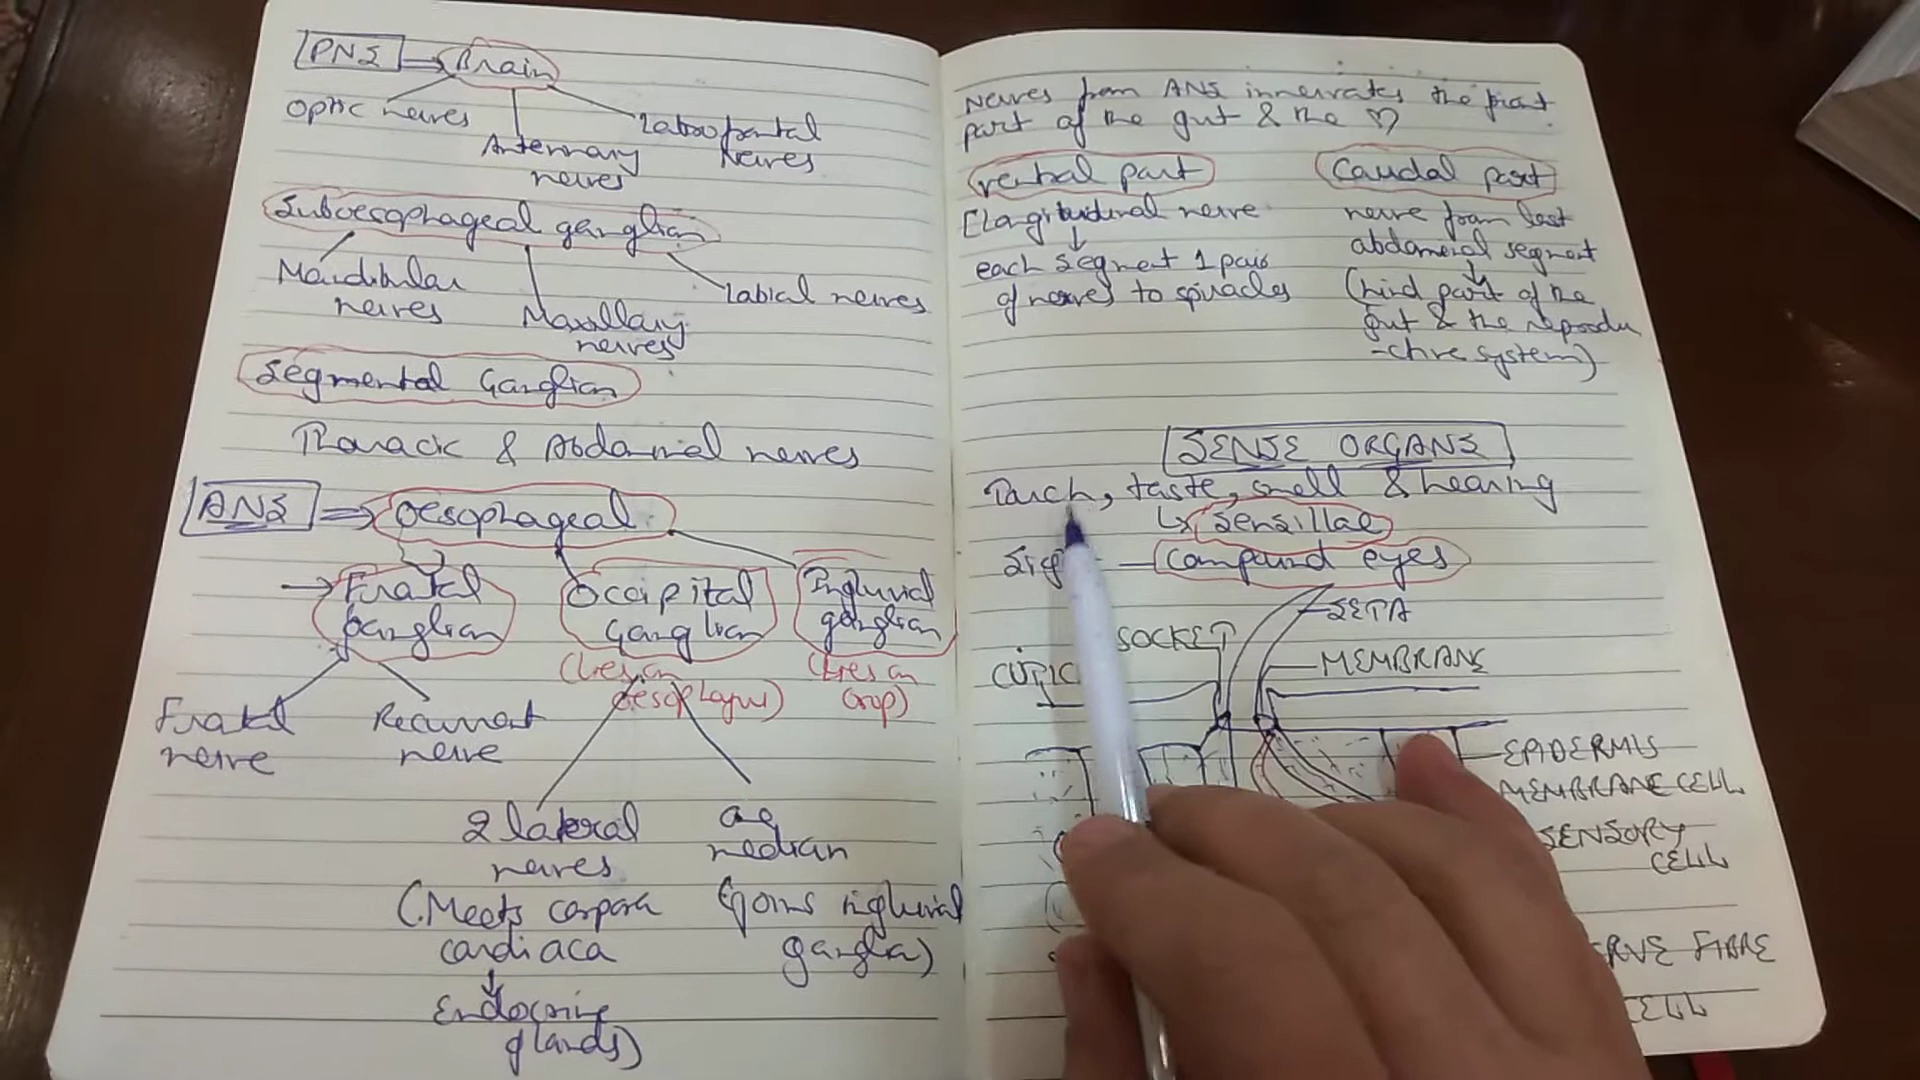 PNS → Brain
Optic nerves
Antennary
nerves
Labrofrontal
Nerves
Suboesophageal ganglion
Mandibular
nerves
Maxillary
nerves
Labial nerves
Segmental Ganglion
Thoracic & Abdominal nerves
ANS ⇒ Oesophageal
→ Frontal
ganglion
Occipital
Ganglion
(lies on
oesophagus)
Ingluvial
ganglion
(lies on
crop)
Frontal
nerve
Recurrent
nerve
2 lateral
nerves
(Meets corpora
cardiaca
↓
Endocrine
glands)
one
median
(joins ingluvial
ganglia)
Nerves from ANS innervates the first
part of the gut & the ♡
ventral part
[Longitudinal nerve
↓
each segment 1 pair
of nerves to spiracles
Caudal part
nerve from last
abdominal segment
↓
(hind part of the
gut & the reprodu
-ctive system)
SENSE ORGANS
Touch, taste, smell & hearing
↳ Sensillae
— Compound eyes
SETA
SOCKET
MEMBRANE
EPIDERMIS
MEMBRANE CELL
SENSORY
CELL
FIBRE
CELL